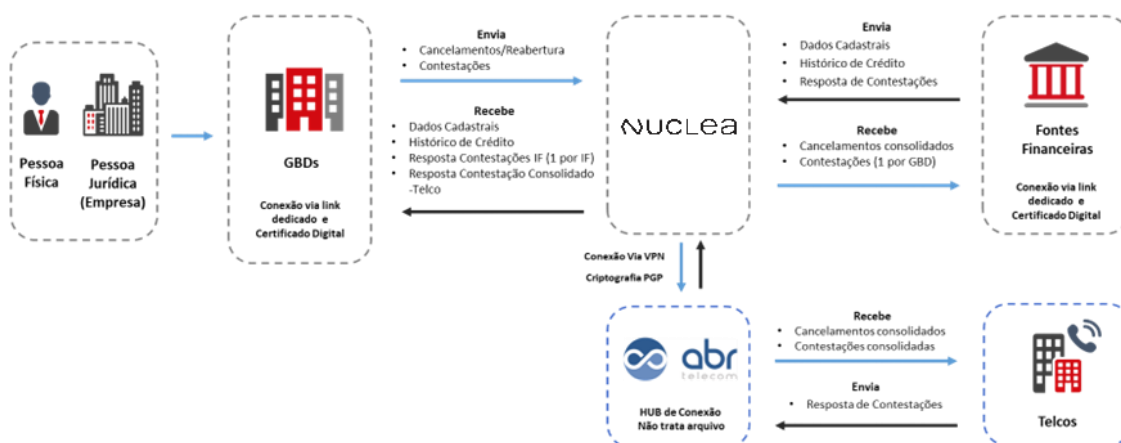 Pessoa
Física
Pessoa
Jurídica
(Empresa)
GBDs
Conexão via link
dedicado e
Certificado Digital
Envia
• Cancelamentos/Reabertura
• Contestações
Recebe
• Dados Cadastrais
• Histórico de Crédito
• Resposta Contestações IF (1 por IF)
• Resposta Contestação Consolidado
-Telco
NUCLea
Envia
• Dados Cadastrais
• Histórico de Crédito
• Resposta de Contestações
Recebe
• Cancelamentos consolidados
• Contestações (1 por GBD)
Fontes
Financeiras
Conexão via link
dedicado e
Certificado Digital
Conexão Via VPN
Criptografia PGP
abr
telecom
HUB de Conexão
Não trata arquivo
Recebe
• Cancelamentos consolidados
• Contestações consolidadas
Envia
• Resposta de Contestações
Telcos